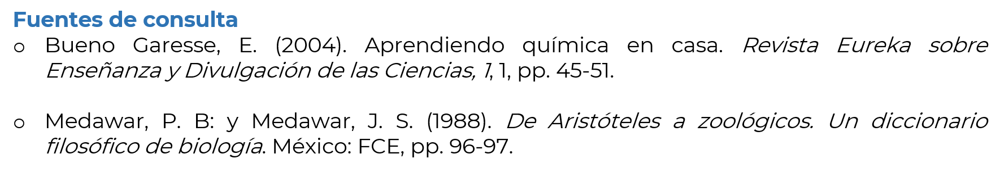 Fuentes de consulta
o Bueno Garesse, E. (2004). Aprendiendo química en casa. Revista Eureka sobre
Enseñanza y Divulgación de las Ciencias, 1, 1, pp. 45-51.
o Medawar, P. B: y Medawar, J. S. (1988). De Aristóteles a zoológicos. Un diccionario
filosófico de biología. México: FCE, pp. 96-97.